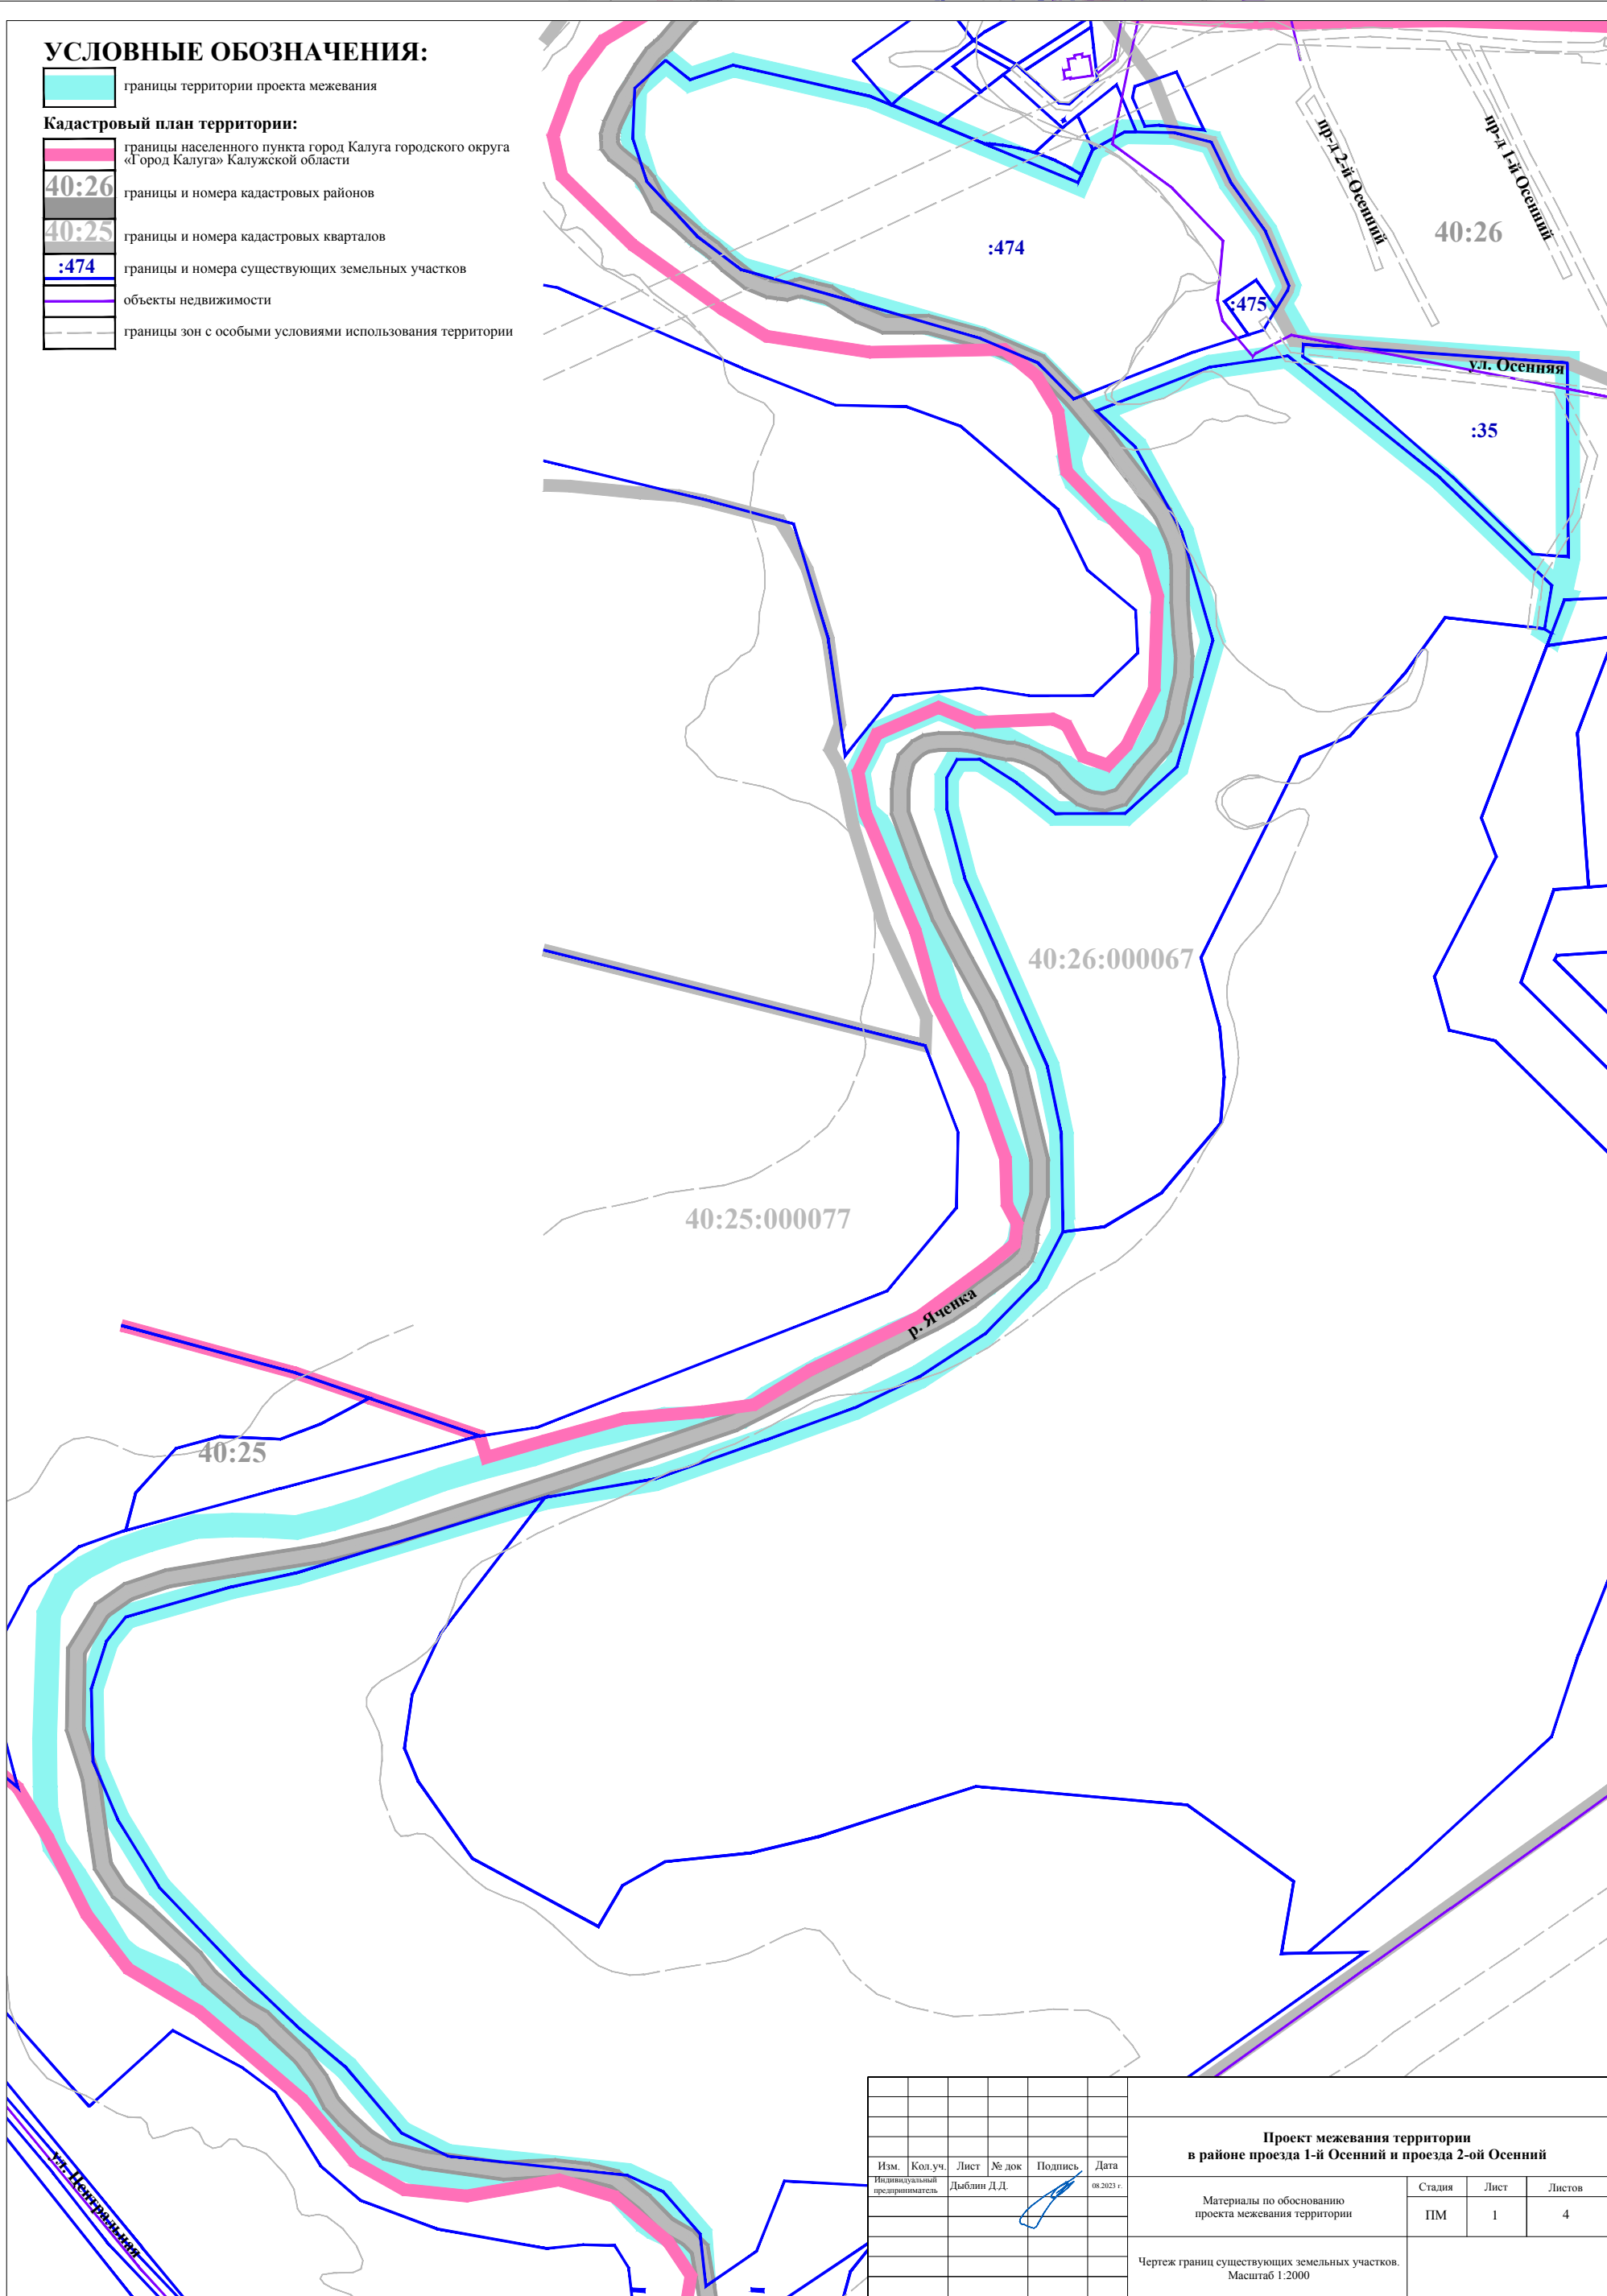 УСЛОВНЫЕ ОБОЗНАЧЕНИЯ:
границы территории проекта межевания
Кадастровый план территории:
границы населенного пункта город Калуга городского округа
«Город Калуга» Калужской области
40:26
границы и номера кадастровых районов
40:25
границы и номера кадастровых кварталов
:474
границы и номера существующих земельных участков
объекты недвижимости
границы зон с особыми условиями использования территории
пр-д 2-й Осенний
пр-д 1-й Осенний
40:26
:474
:475
ул. Осенняя
:35
40:26:000067
40:25:000077
р. Яченка
40:25
ул. Центральная
Проект межевания территории
в районе проезда 1-й Осенний и проезда 2-ой Осенний
Изм. Кол.уч. Лист № док Подпись Дата
Индивидуальный
предприниматель
Дыблин Д.Д.
08.2023 г.
Материалы по обоснованию
проекта межевания территории
Стадия Лист Листов
ПМ 1 4
Чертеж границ существующих земельных участков.
Масштаб 1:2000